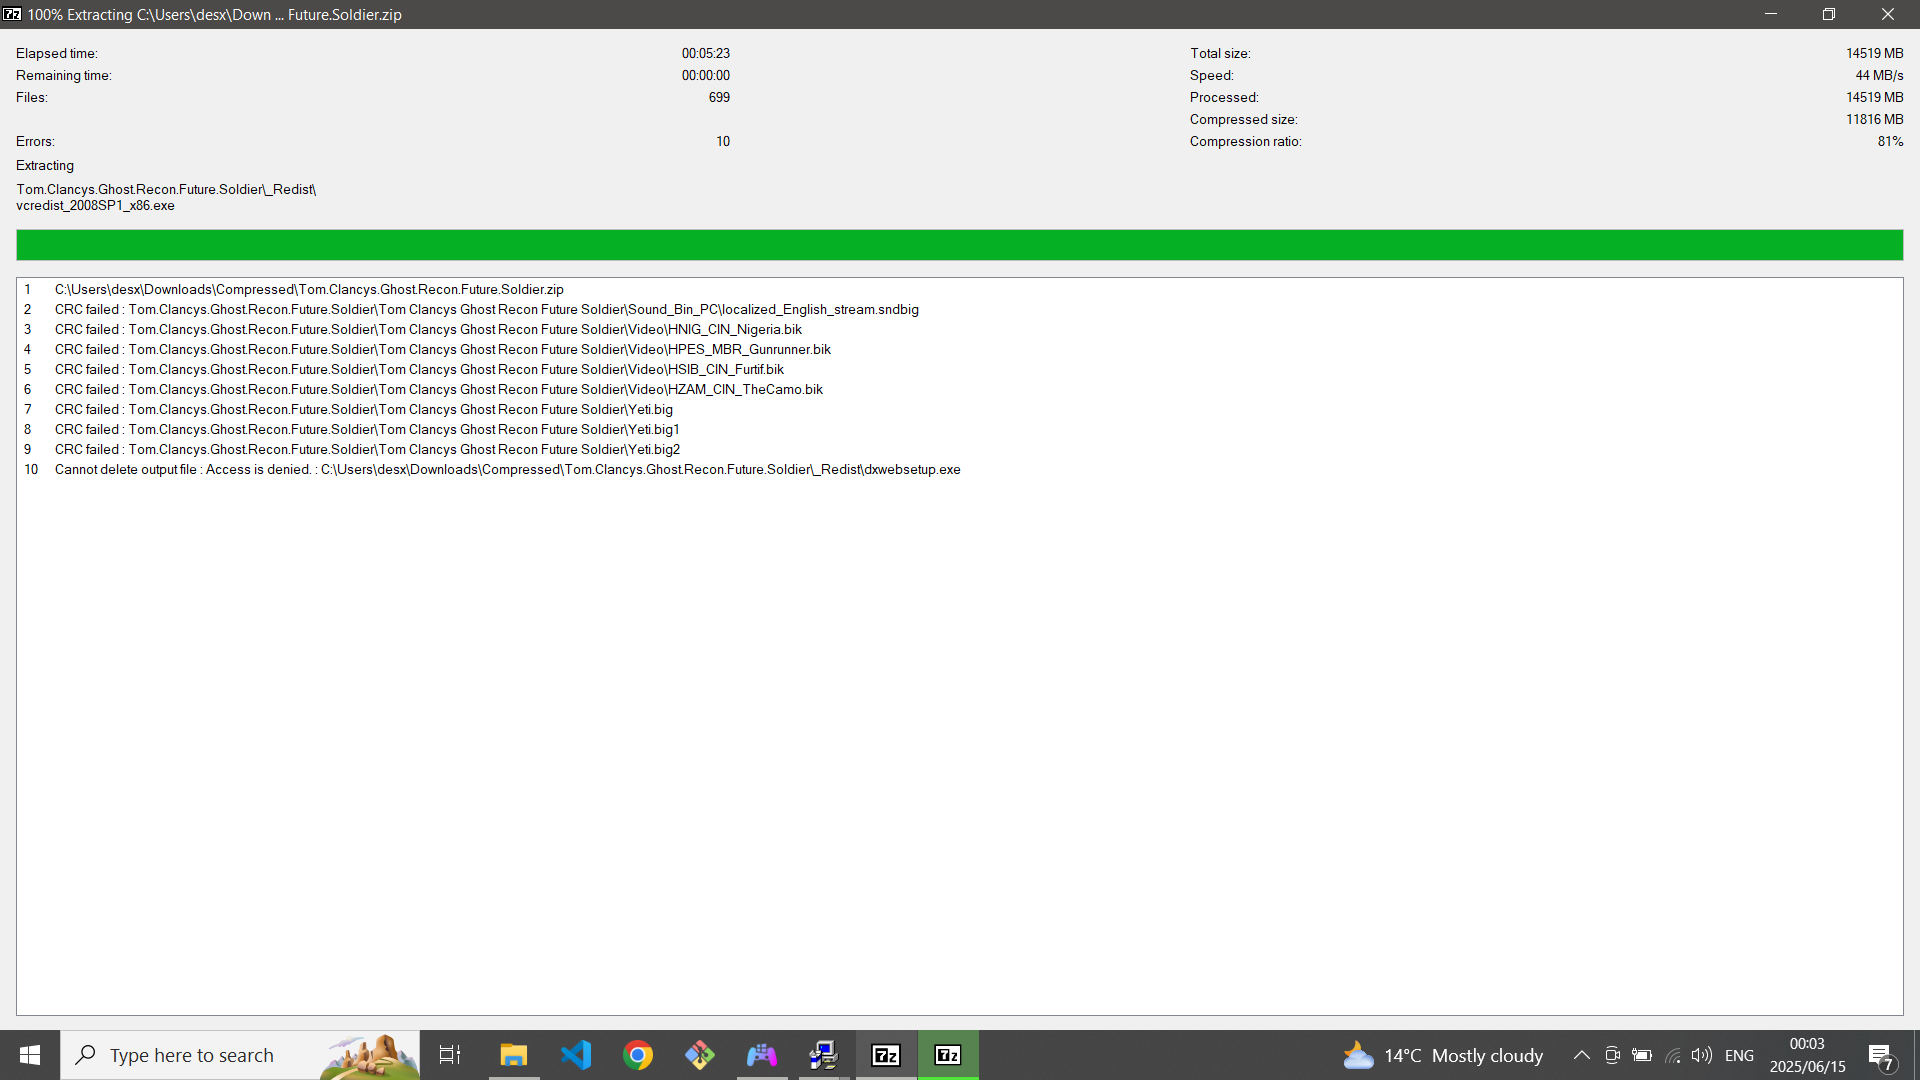 100% Extracting C:\Users\desx\Down ... Future.Soldier.zip
Elapsed time: 00:05:23
Total size: 14519 MB
Remaining time: 00:00:00
Speed: 44 MB/s
Files: 699
Processed: 14519 MB
Compressed size: 11816 MB
Errors: 10
Compression ratio: 81%
Extracting
Tom.Clancys.Ghost.Recon.Future.Soldier\_Redist\
vcredist_2008SP1_x86.exe
1 C:\Users\desx\Downloads\Compressed\Tom.Clancys.Ghost.Recon.Future.Soldier.zip
2 CRC failed : Tom.Clancys.Ghost.Recon.Future.Soldier\Tom Clancys Ghost Recon Future Soldier\Sound_Bin_PC\localized_English_stream.sndbig
3 CRC failed : Tom.Clancys.Ghost.Recon.Future.Soldier\Tom Clancys Ghost Recon Future Soldier\Video\HNIG_CIN_Nigeria.bik
4 CRC failed : Tom.Clancys.Ghost.Recon.Future.Soldier\Tom Clancys Ghost Recon Future Soldier\Video\HPES_MBR_Gunrunner.bik
5 CRC failed : Tom.Clancys.Ghost.Recon.Future.Soldier\Tom Clancys Ghost Recon Future Soldier\Video\HSIB_CIN_Furtif.bik
6 CRC failed : Tom.Clancys.Ghost.Recon.Future.Soldier\Tom Clancys Ghost Recon Future Soldier\Video\HZAM_CIN_TheCamo.bik
7 CRC failed : Tom.Clancys.Ghost.Recon.Future.Soldier\Tom Clancys Ghost Recon Future Soldier\Yeti.big
8 CRC failed : Tom.Clancys.Ghost.Recon.Future.Soldier\Tom Clancys Ghost Recon Future Soldier\Yeti.big1
9 CRC failed : Tom.Clancys.Ghost.Recon.Future.Soldier\Tom Clancys Ghost Recon Future Soldier\Yeti.big2
10 Cannot delete output file : Access is denied. : C:\Users\desx\Downloads\Compressed\Tom.Clancys.Ghost.Recon.Future.Soldier\_Redist\dxwebsetup.exe
Type here to search
7z
7z
14°C Mostly cloudy
ENG
00:03
2025/06/15
7